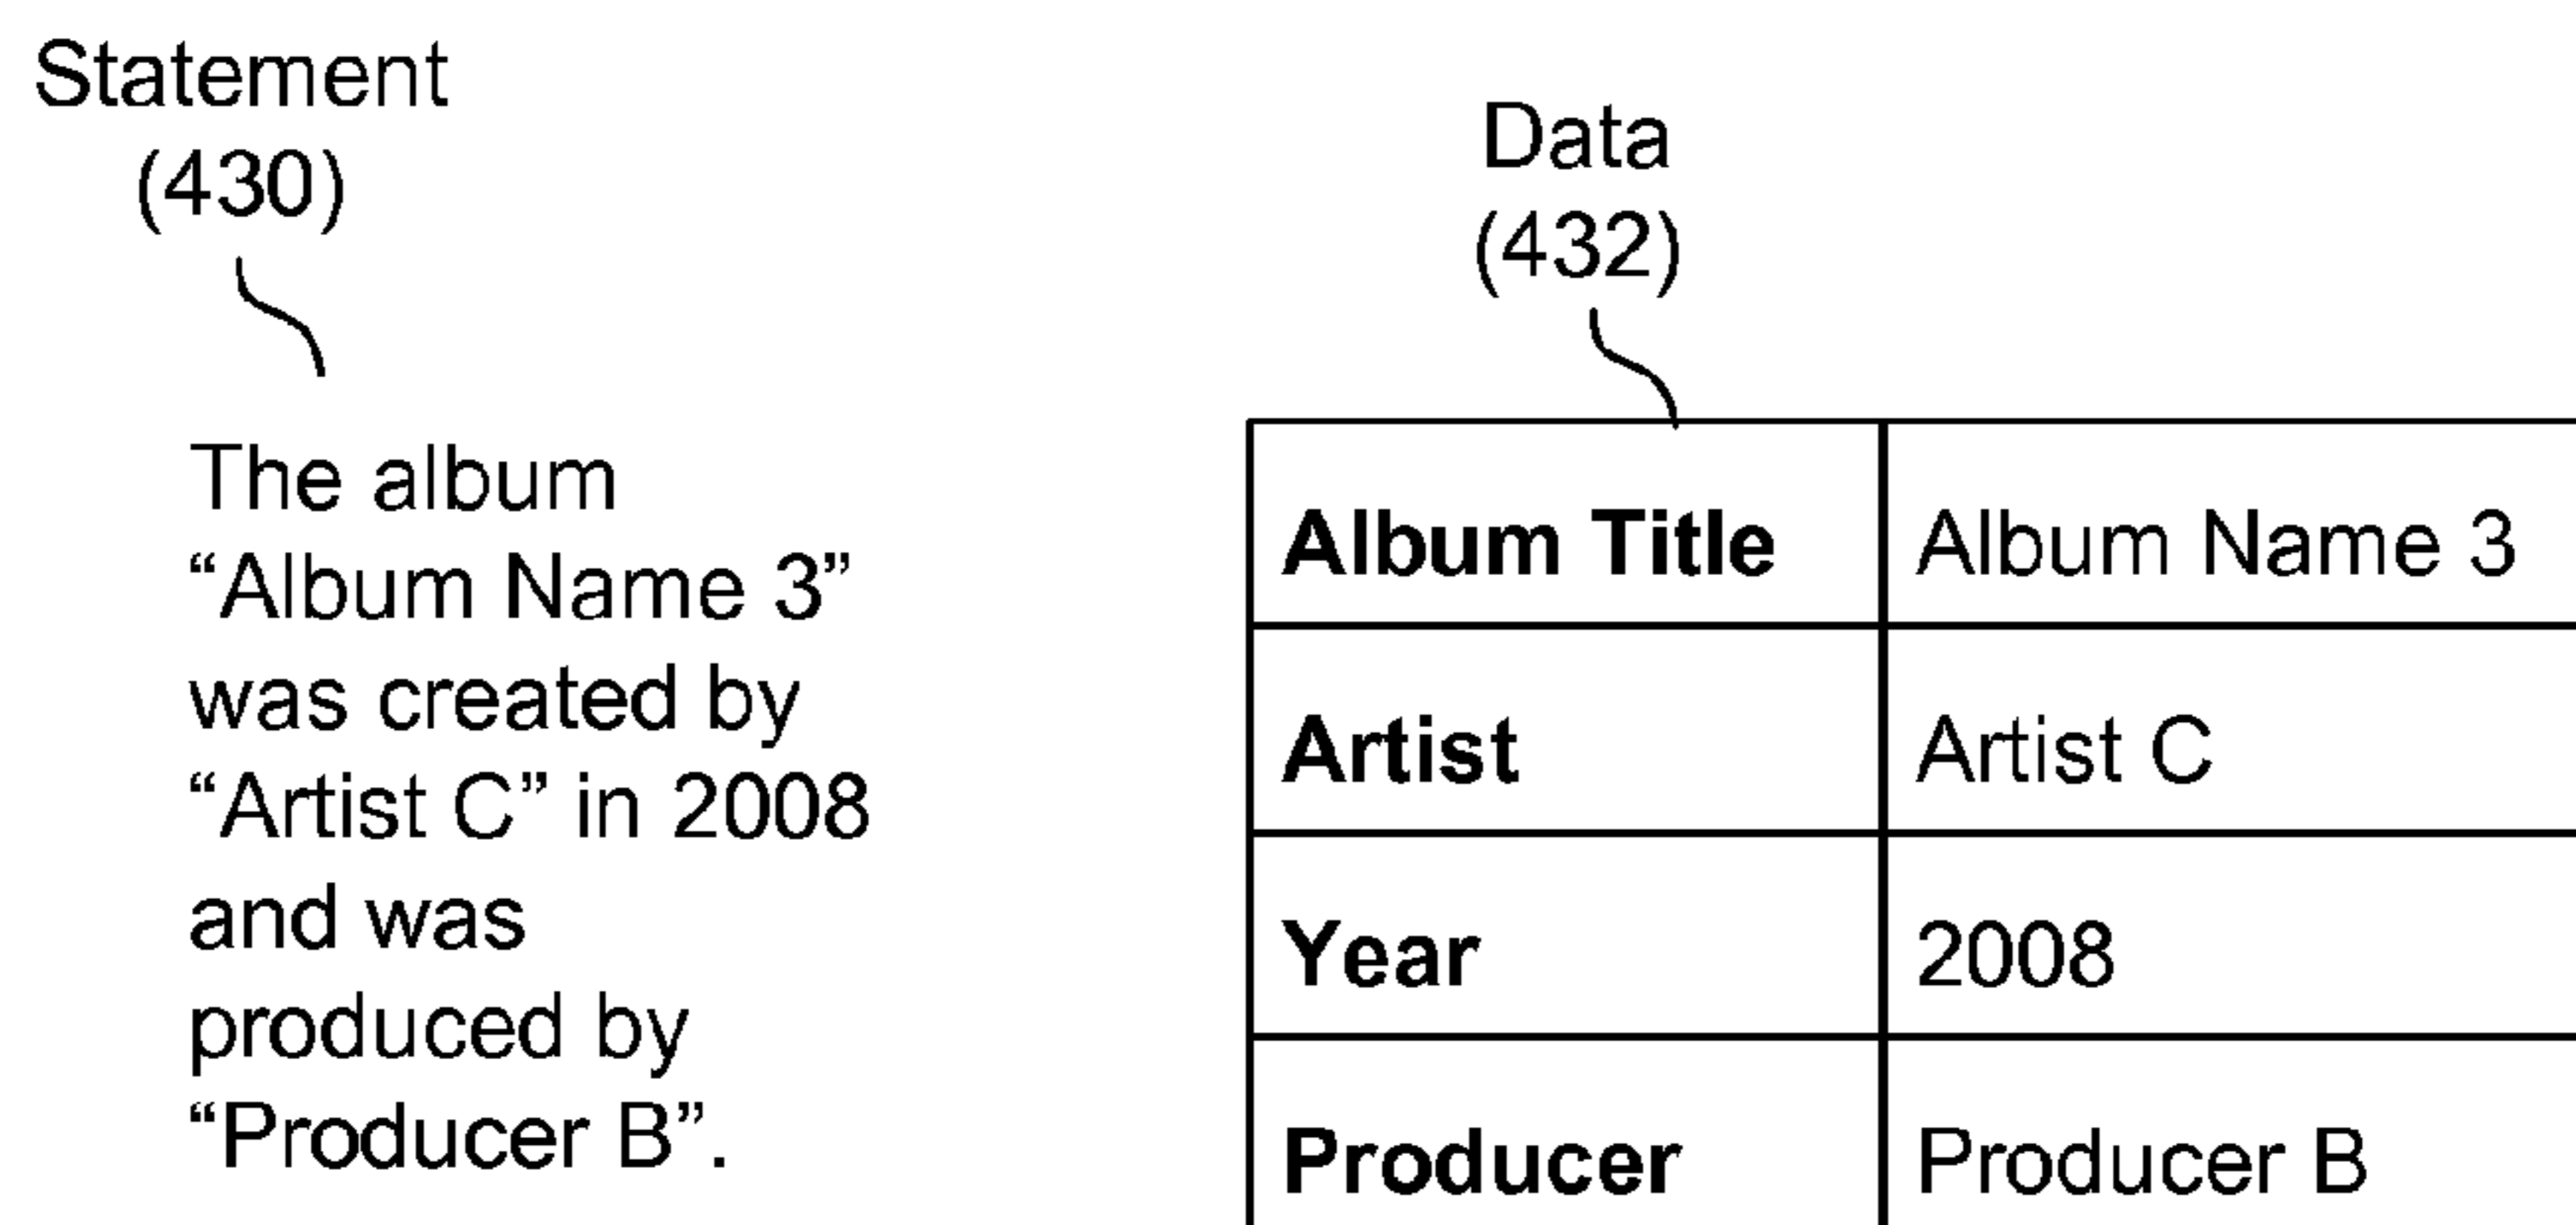 Statement
(430)
The album
“Album Name 3”
was created by
“Artist C” in 2008
and was
produced by
“Producer B”.
Data
(432)
Album Title Album Name 3
Artist Artist C
Year 2008
Producer Producer B